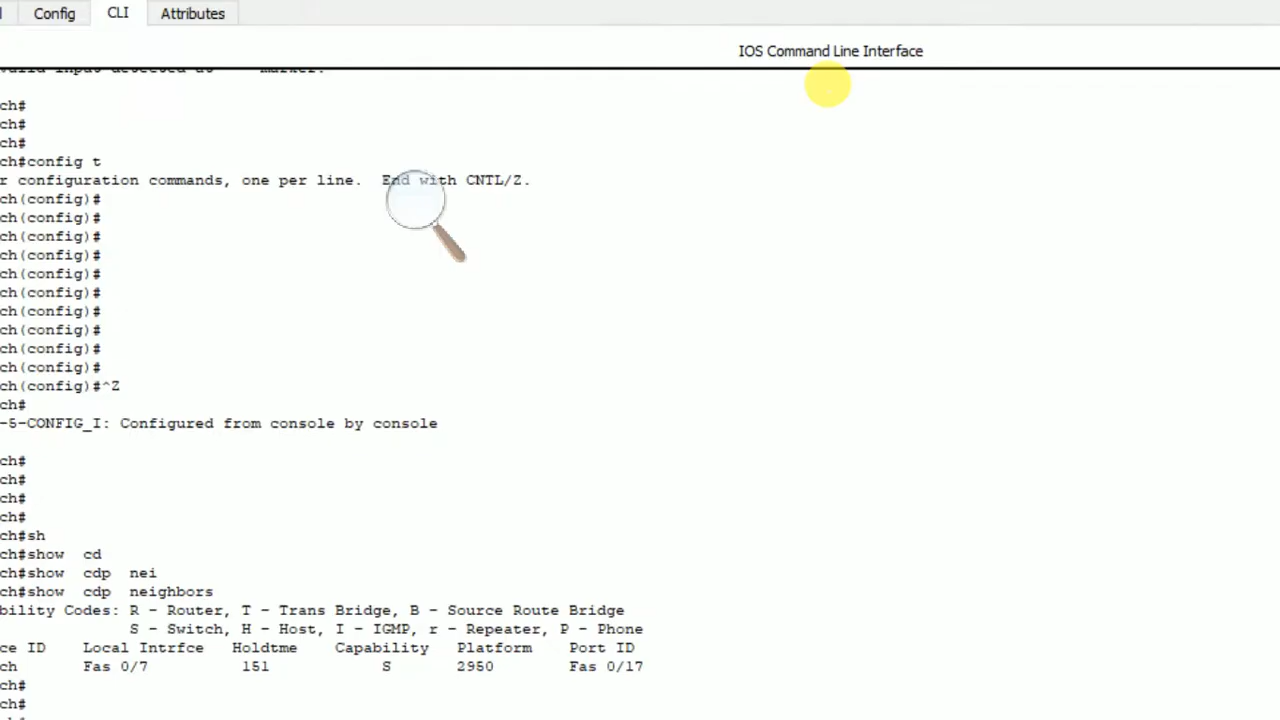 Config CLI Attributes
IOS Command Line Interface
ch#
ch#
ch#
ch#config t
r configuration commands, one per line.  End with CNTL/Z.
ch(config)#
ch(config)#
ch(config)#
ch(config)#
ch(config)#
ch(config)#
ch(config)#
ch(config)#
ch(config)#
ch(config)#
ch(config)#^Z
ch#
-5-CONFIG_I: Configured from console by console
ch#
ch#
ch#
ch#
ch#sh
ch#show  cd
ch#show  cdp  nei
ch#show  cdp  neighbors
bility Codes: R - Router, T - Trans Bridge, B - Source Route Bridge
S - Switch, H - Host, I - IGMP, r - Repeater, P - Phone
ce ID    Local Intrfce   Holdtme    Capability   Platform    Port ID
ch       Fas 0/7          151            S       2950        Fas 0/17
ch#
ch#